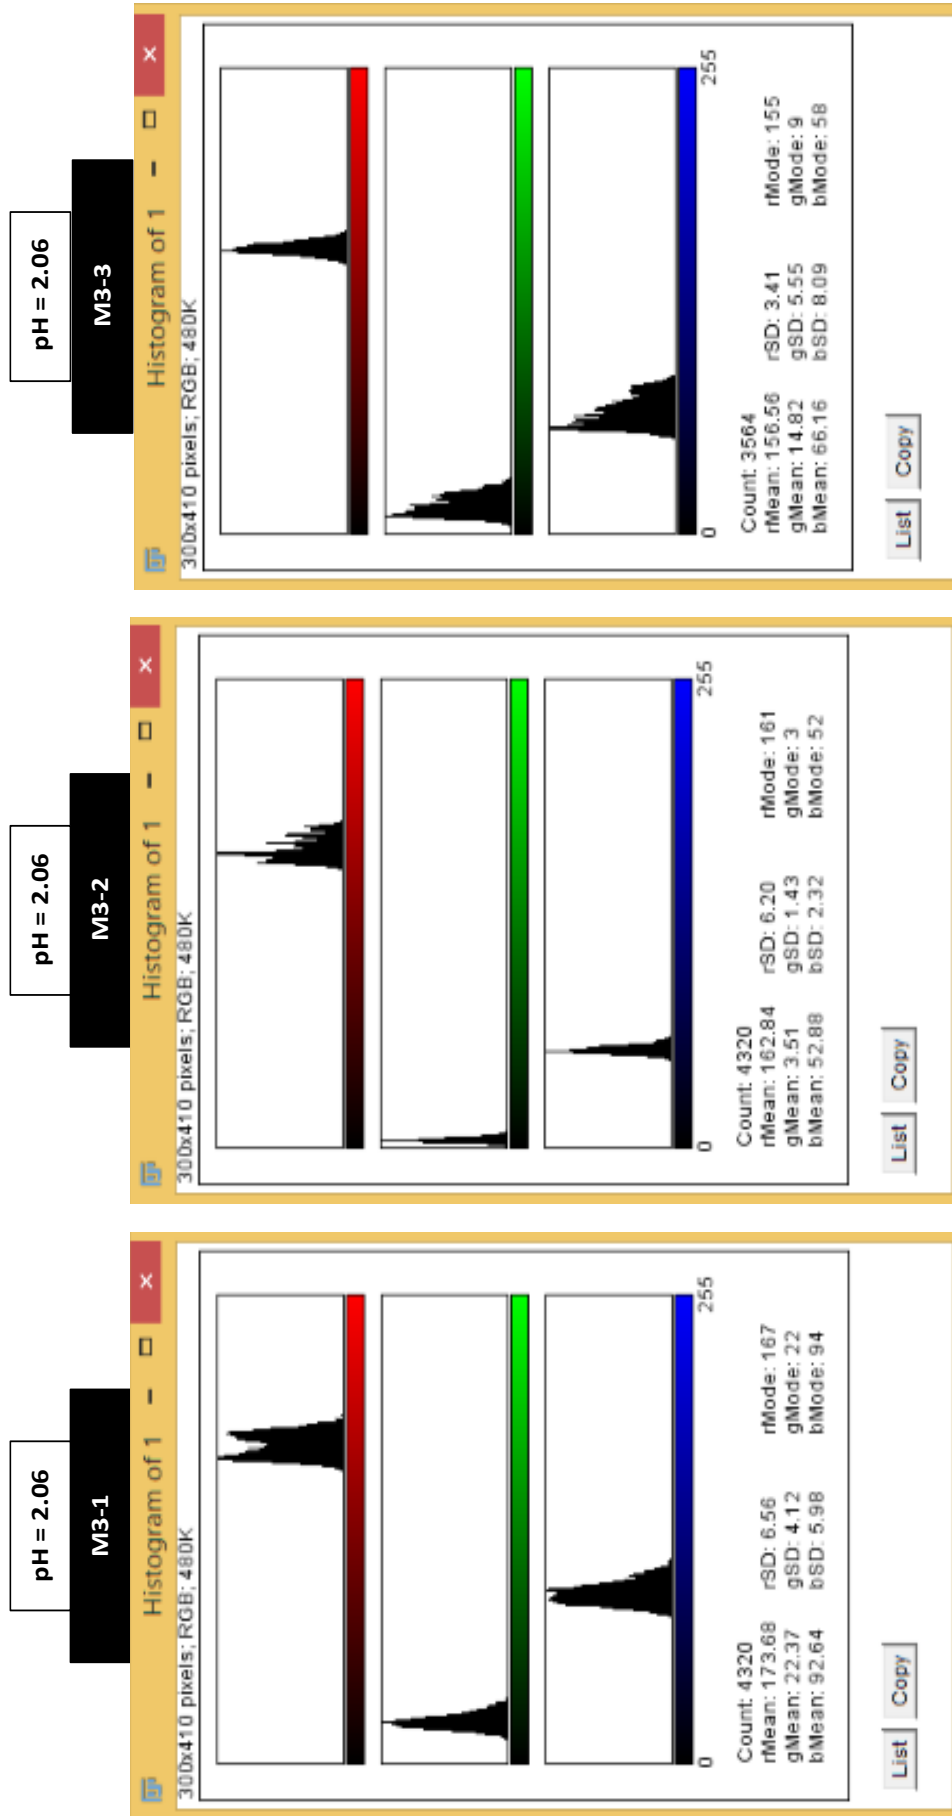 pH = 2.06
M3-1
Histogram of 1
300x410 pixels; RGB; 480K
0 255
Count: 4320
rMean: 173.68 rSD: 6.56 rMode: 167
gMean: 22.37 gSD: 4.12 gMode: 22
bMean: 92.64 bSD: 5.98 bMode: 94
List Copy
pH = 2.06
M3-2
Histogram of 1
300x410 pixels; RGB; 480K
0 255
Count: 4320
rMean: 162.84 rSD: 6.20 rMode: 161
gMean: 3.51 gSD: 1.43 gMode: 3
bMean: 52.88 bSD: 2.32 bMode: 52
List Copy
pH = 2.06
M3-3
Histogram of 1
300x410 pixels; RGB; 480K
0 255
Count: 3564
rMean: 156.56 rSD: 3.41 rMode: 155
gMean: 14.82 gSD: 5.55 gMode: 9
bMean: 66.16 bSD: 8.09 bMode: 58
List Copy